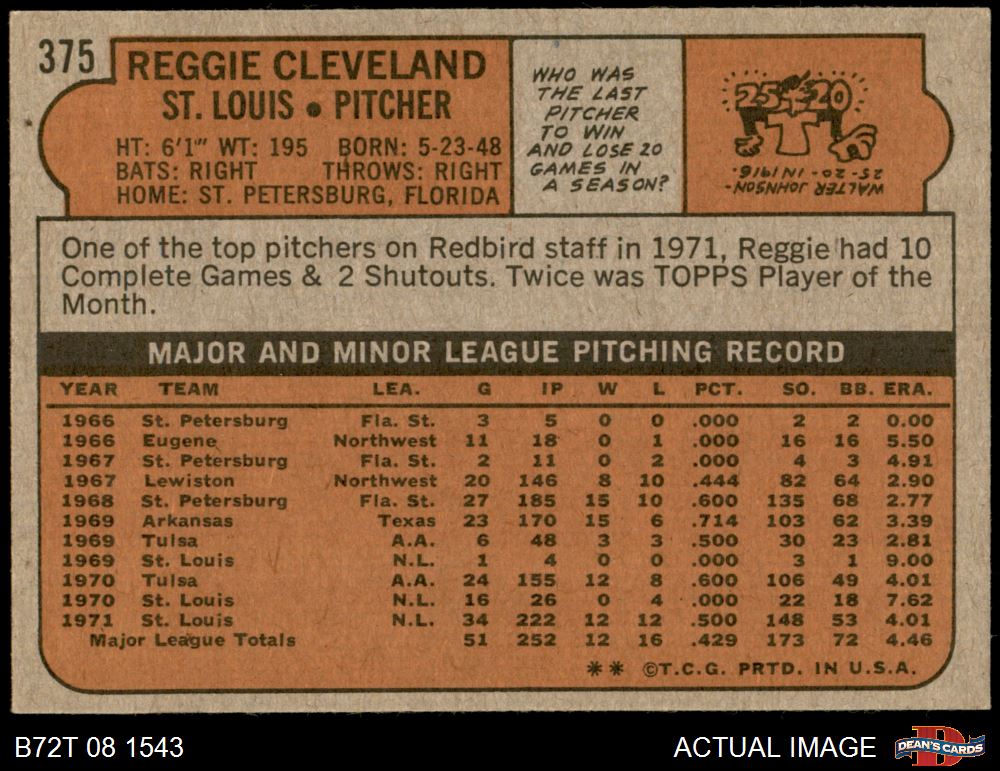 375
REGGIE CLEVELAND
ST. LOUIS • PITCHER
HT: 6'1" WT: 195 BORN: 5-23-48
BATS: RIGHT THROWS: RIGHT
HOME: ST. PETERSBURG, FLORIDA
WHO WAS
THE LAST
PITCHER
TO WIN
AND LOSE 20
GAMES IN
A SEASON?
25 20
WALTER JOHNSON-
25-20-IN 1916.
One of the top pitchers on Redbird staff in 1971, Reggie had 10
Complete Games & 2 Shutouts. Twice was TOPPS Player of the
Month.
MAJOR AND MINOR LEAGUE PITCHING RECORD
YEAR TEAM LEA. G IP W L PCT. SO. BB. ERA.
1966 St. Petersburg Fla. St. 3 5 0 0 .000 2 2 0.00
1966 Eugene Northwest 11 18 0 1 .000 16 16 5.50
1967 St. Petersburg Fla. St. 2 11 0 2 .000 4 3 4.91
1967 Lewiston Northwest 20 146 8 10 .444 82 64 2.90
1968 St. Petersburg Fla. St. 27 185 15 10 .600 135 68 2.77
1969 Arkansas Texas 23 170 15 6 .714 103 62 3.39
1969 Tulsa A.A. 6 48 3 3 .500 30 23 2.81
1969 St. Louis N.L. 1 4 0 0 .000 3 1 9.00
1970 Tulsa A.A. 24 155 12 8 .600 106 49 4.01
1970 St. Louis N.L. 16 26 0 4 .000 22 18 7.62
1971 St. Louis N.L. 34 222 12 12 .500 148 53 4.01
Major League Totals 51 252 12 16 .429 173 72 4.46
** ©T.C.G. PRTD. IN U.S.A.
B72T 08 1543
ACTUAL IMAGE
D
DEAN'S CARDS